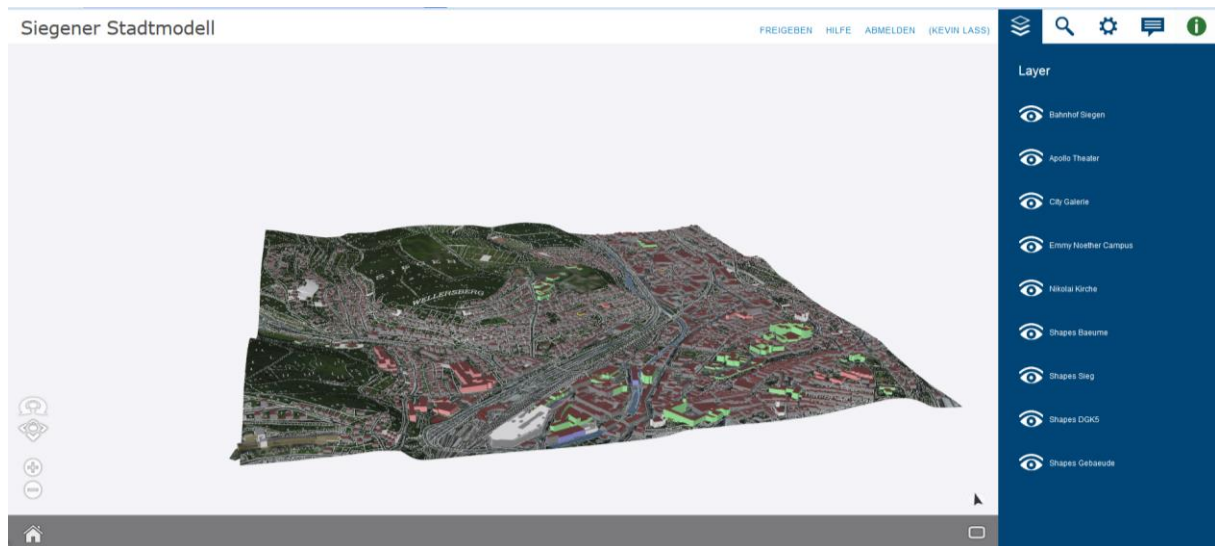 Siegener Stadtmodell
FREIGEBEN HILFE ABMELDEN (KEVIN LASS)
Layer
Bahnhof Siegen
Apollo Theater
City Galerie
Emmy Noether Campus
Nikolai Kirche
Shapes Baeume
Shapes Sieg
Shapes DGK5
Shapes Gebaeude
SIEGEN
WELLERSBERG